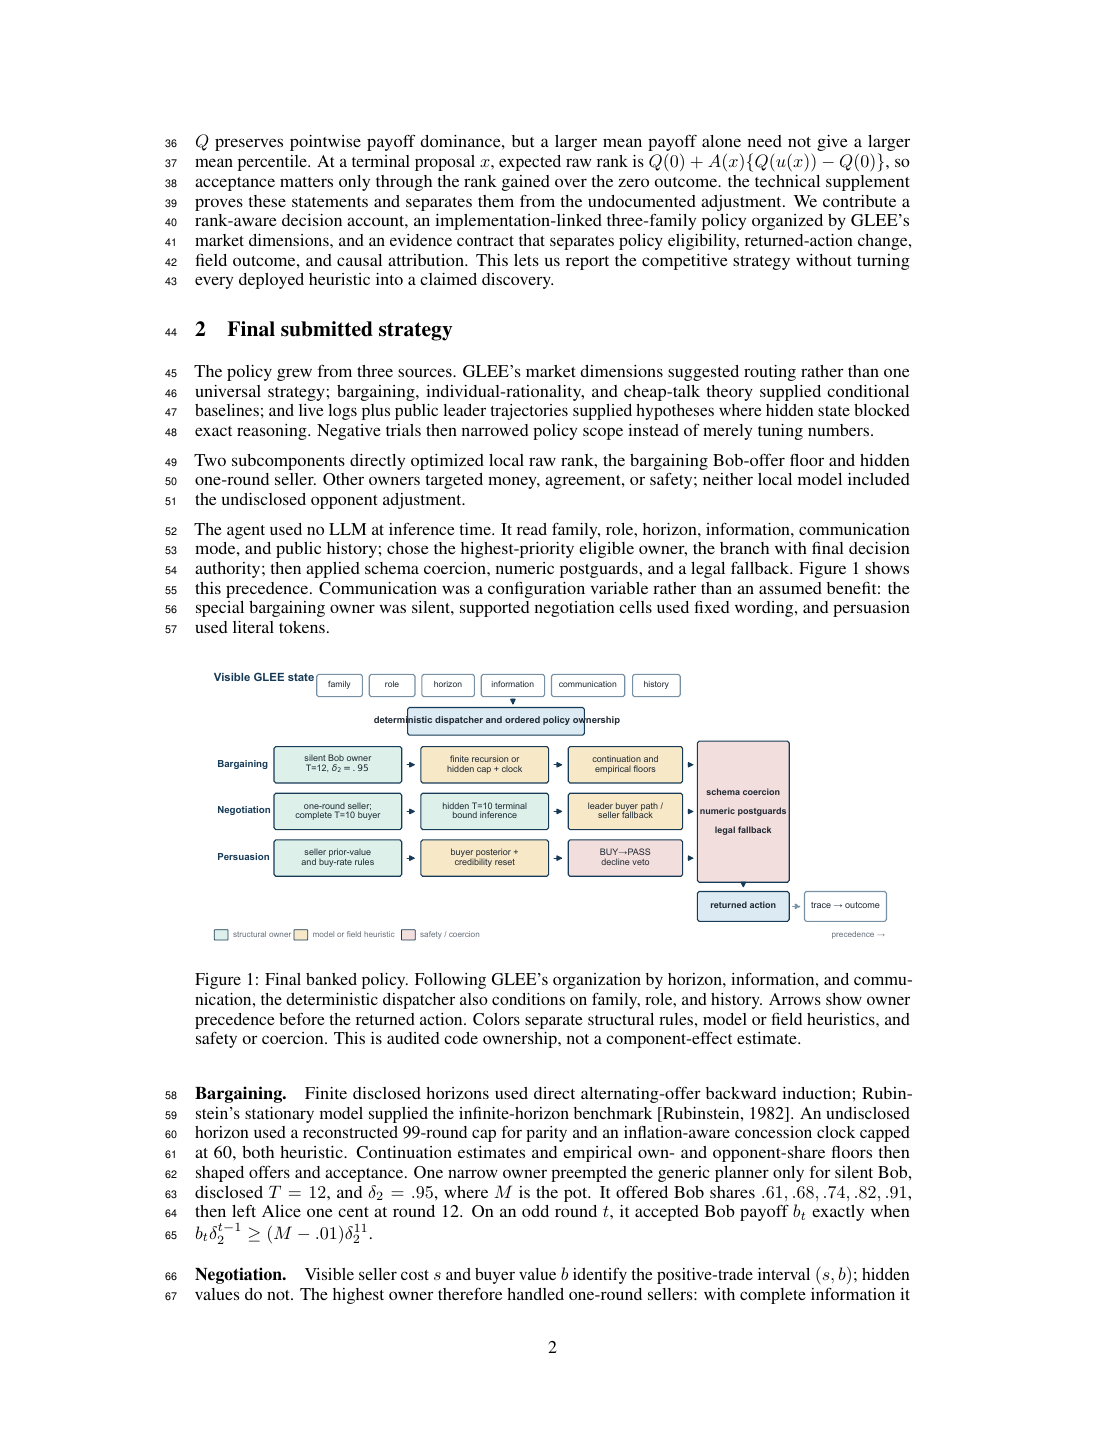 36 Q preserves pointwise payoff dominance, but a larger mean payoff alone need not give a larger
37 mean percentile. At a terminal proposal x, expected raw rank is Q(0) + A(x){Q(u(x)) − Q(0)}, so
38 acceptance matters only through the rank gained over the zero outcome. the technical supplement
39 proves these statements and separates them from the undocumented adjustment. We contribute a
40 rank-aware decision account, an implementation-linked three-family policy organized by GLEE's
41 market dimensions, and an evidence contract that separates policy eligibility, returned-action change,
42 field outcome, and causal attribution. This lets us report the competitive strategy without turning
43 every deployed heuristic into a claimed discovery.
44 2 Final submitted strategy
45 The policy grew from three sources. GLEE's market dimensions suggested routing rather than one
46 universal strategy; bargaining, individual-rationality, and cheap-talk theory supplied conditional
47 baselines; and live logs plus public leader trajectories supplied hypotheses where hidden state blocked
48 exact reasoning. Negative trials then narrowed policy scope instead of merely tuning numbers.
49 Two subcomponents directly optimized local raw rank, the bargaining Bob-offer floor and hidden
50 one-round seller. Other owners targeted money, agreement, or safety; neither local model included
51 the undisclosed opponent adjustment.
52 The agent used no LLM at inference time. It read family, role, horizon, information, communication
53 mode, and public history; chose the highest-priority eligible owner, the branch with final decision
54 authority; then applied schema coercion, numeric postguards, and a legal fallback. Figure 1 shows
55 this precedence. Communication was a configuration variable rather than an assumed benefit: the
56 special bargaining owner was silent, supported negotiation cells used fixed wording, and persuasion
57 used literal tokens.
Visible GLEE state family role horizon information communication history
deterministic dispatcher and ordered policy ownership
Bargaining
silent Bob owner
T=12, δ₂ = .95
finite recursion or
hidden cap + clock
continuation and
empirical floors
Negotiation
one-round seller;
complete T=10 buyer
hidden T=10 terminal
bound inference
leader buyer path /
seller fallback
Persuasion
seller prior-value
and buy-rate rules
buyer posterior +
credibility reset
BUY→PASS
decline veto
schema coercion
numeric postguards
legal fallback
returned action
trace → outcome
structural owner model or field heuristic safety / coercion precedence →
Figure 1: Final banked policy. Following GLEE's organization by horizon, information, and commu-
nication, the deterministic dispatcher also conditions on family, role, and history. Arrows show owner
precedence before the returned action. Colors separate structural rules, model or field heuristics, and
safety or coercion. This is audited code ownership, not a component-effect estimate.
58 Bargaining. Finite disclosed horizons used direct alternating-offer backward induction; Rubin-
59 stein's stationary model supplied the infinite-horizon benchmark [Rubinstein, 1982]. An undisclosed
60 horizon used a reconstructed 99-round cap for parity and an inflation-aware concession clock capped
61 at 60, both heuristic. Continuation estimates and empirical own- and opponent-share floors then
62 shaped offers and acceptance. One narrow owner preempted the generic planner only for silent Bob,
63 disclosed T = 12, and δ₂ = .95, where M is the pot. It offered Bob shares .61, .68, .74, .82, .91,
64 then left Alice one cent at round 12. On an odd round t, it accepted Bob payoff bₜ exactly when
65 bₜδ₂ᵗ⁻¹ ≥ (M − .01)δ₂¹¹.
66 Negotiation. Visible seller cost s and buyer value b identify the positive-trade interval (s, b); hidden
67 values do not. The highest owner therefore handled one-round sellers: with complete information it
2